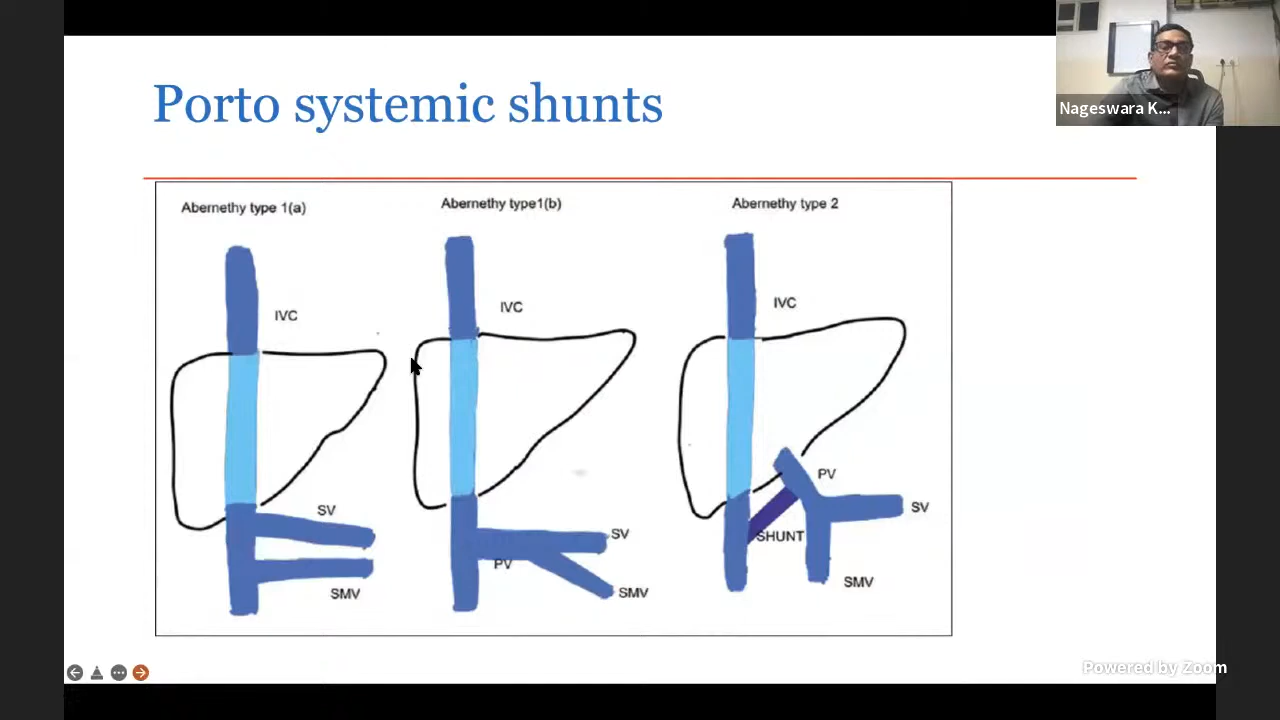 Porto systemic shunts
Nageswara K...
Abernethy type 1(a)
Abernethy type1(b)
Abernethy type 2
IVC
IVC
IVC
SV
SMV
SV
PV
SMV
PV
SV
SHUNT
SMV
Powered by Zoom